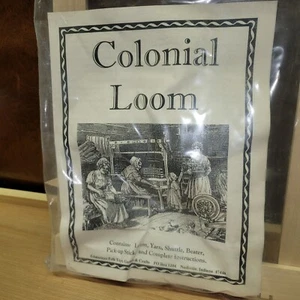 Colonial
Loom
Contains Loom, Yarn, Shuttle, Beater,
Pick-up Stick and Complete Instructions.